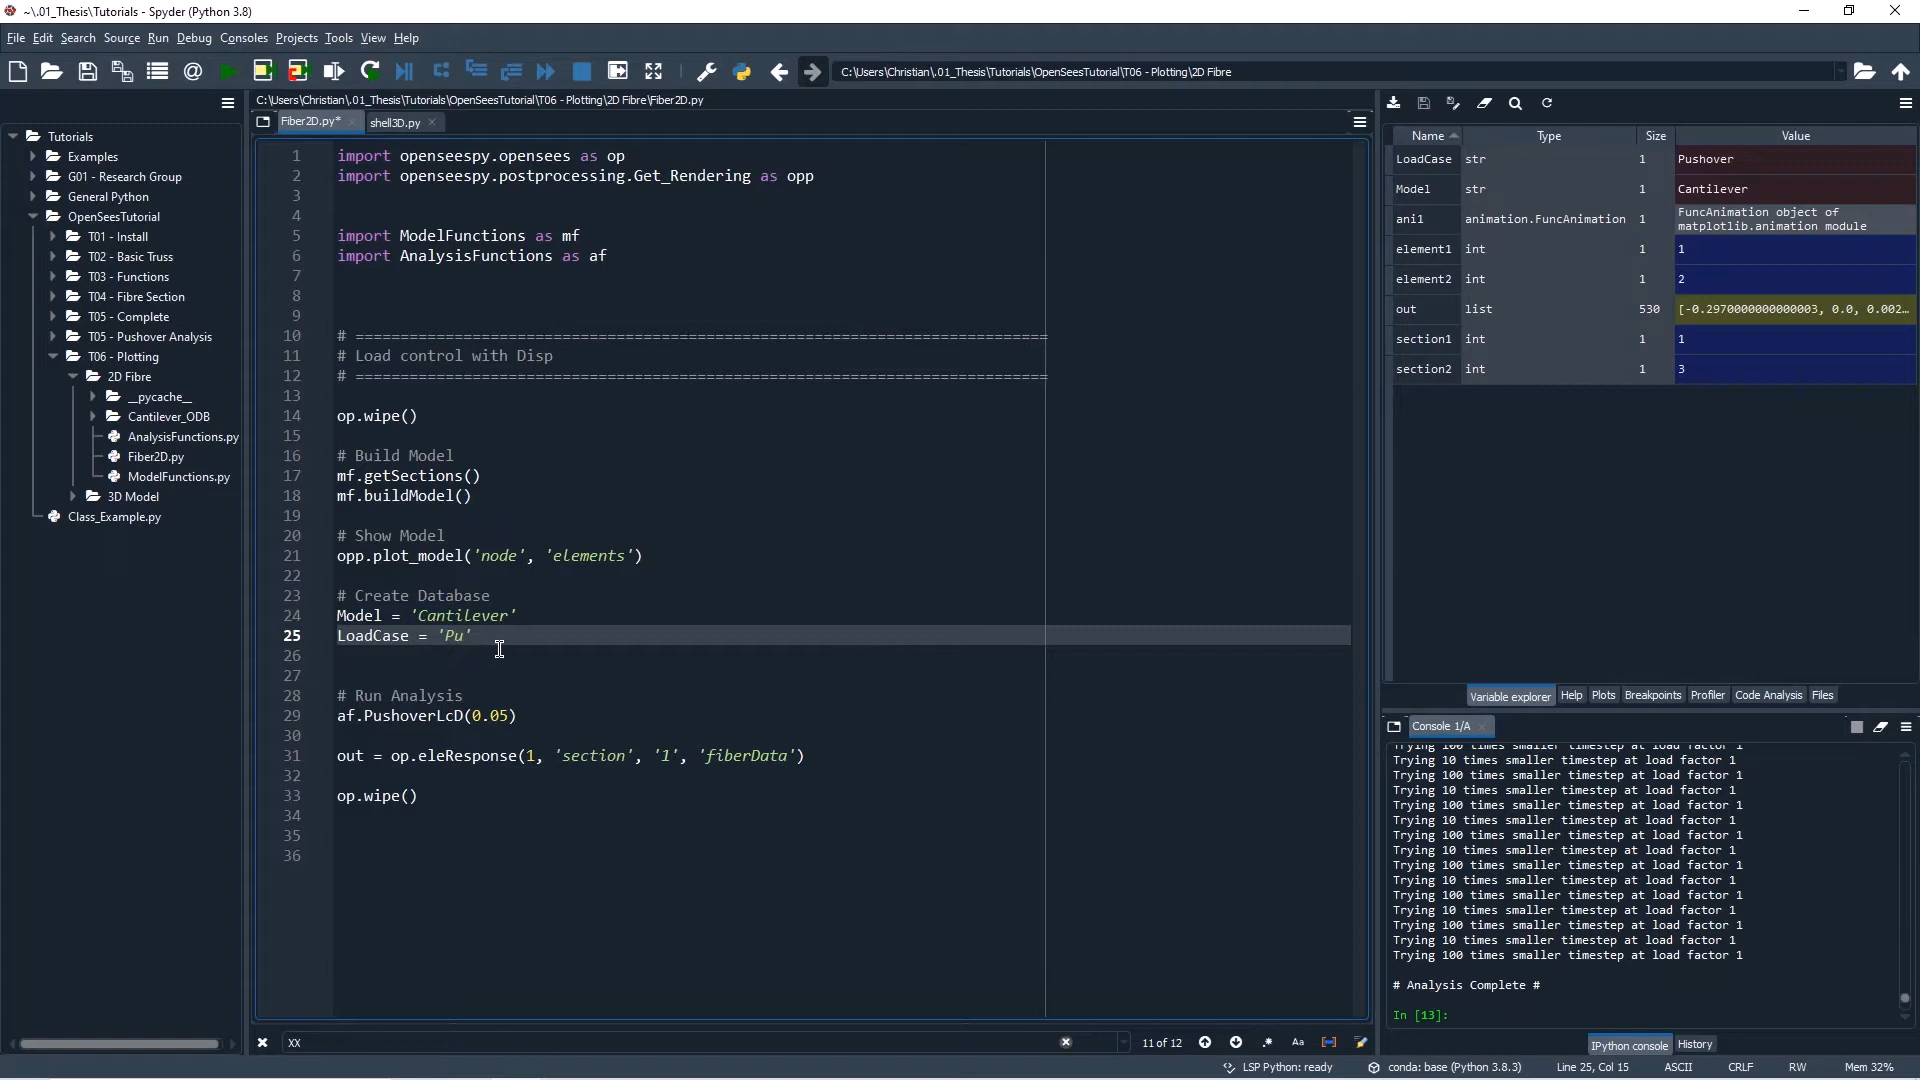 ~\.01_Thesis\Tutorials - Spyder (Python 3.8)
File Edit Search Source Run Debug Consoles Projects Tools View Help
C:\Users\Christian\.01_Thesis\Tutorials\OpenSeesTutorial\T06 - Plotting\2D Fibre
C:\Users\Christian\.01_Thesis\Tutorials\OpenSeesTutorial\T06 - Plotting\2D Fibre\Fiber2D.py
Fiber2D.py* shell3D.py
Tutorials
Examples
G01 - Research Group
General Python
OpenSeesTutorial
T01 - Install
T02 - Basic Truss
T03 - Functions
T04 - Fibre Section
T05 - Complete
T05 - Pushover Analysis
T06 - Plotting
2D Fibre
__pycache__
Cantilever_ODB
AnalysisFunctions.py
Fiber2D.py
ModelFunctions.py
3D Model
Class_Example.py
1 import openseespy.opensees as op
2 import openseespy.postprocessing.Get_Rendering as opp
3
4
5 import ModelFunctions as mf
6 import AnalysisFunctions as af
7
8
9
10 # =============================================================================
11 # Load control with Disp
12 # =============================================================================
13
14 op.wipe()
15
16 # Build Model
17 mf.getSections()
18 mf.buildModel()
19
20 # Show Model
21 opp.plot_model('node', 'elements')
22
23 # Create Database
24 Model = 'Cantilever'
25 LoadCase = 'Pu'
26
27
28 # Run Analysis
29 af.PushoverLcD(0.05)
30
31 out = op.eleResponse(1, 'section', '1', 'fiberData')
32
33 op.wipe()
34
35
36
XX 11 of 12 .* Aa
Name Type Size Value
LoadCase str 1 Pushover
Model str 1 Cantilever
ani1 animation.FuncAnimation 1 FuncAnimation object of
matplotlib.animation module
element1 int 1 1
element2 int 1 2
out list 530 [-0.2970000000000003, 0.0, 0.002…
section1 int 1 1
section2 int 1 3
Variable explorer Help Plots Breakpoints Profiler Code Analysis Files
Console 1/A
Trying 100 times smaller timestep at load factor 1
Trying 10 times smaller timestep at load factor 1
Trying 100 times smaller timestep at load factor 1
Trying 10 times smaller timestep at load factor 1
Trying 100 times smaller timestep at load factor 1
Trying 10 times smaller timestep at load factor 1
Trying 100 times smaller timestep at load factor 1
Trying 10 times smaller timestep at load factor 1
Trying 100 times smaller timestep at load factor 1
Trying 10 times smaller timestep at load factor 1
Trying 100 times smaller timestep at load factor 1
Trying 10 times smaller timestep at load factor 1
Trying 100 times smaller timestep at load factor 1
Trying 10 times smaller timestep at load factor 1
Trying 100 times smaller timestep at load factor 1
# Analysis Complete #
In [13]:
IPython console History
LSP Python: ready conda: base (Python 3.8.3) Line 25, Col 15 ASCII CRLF RW Mem 32%